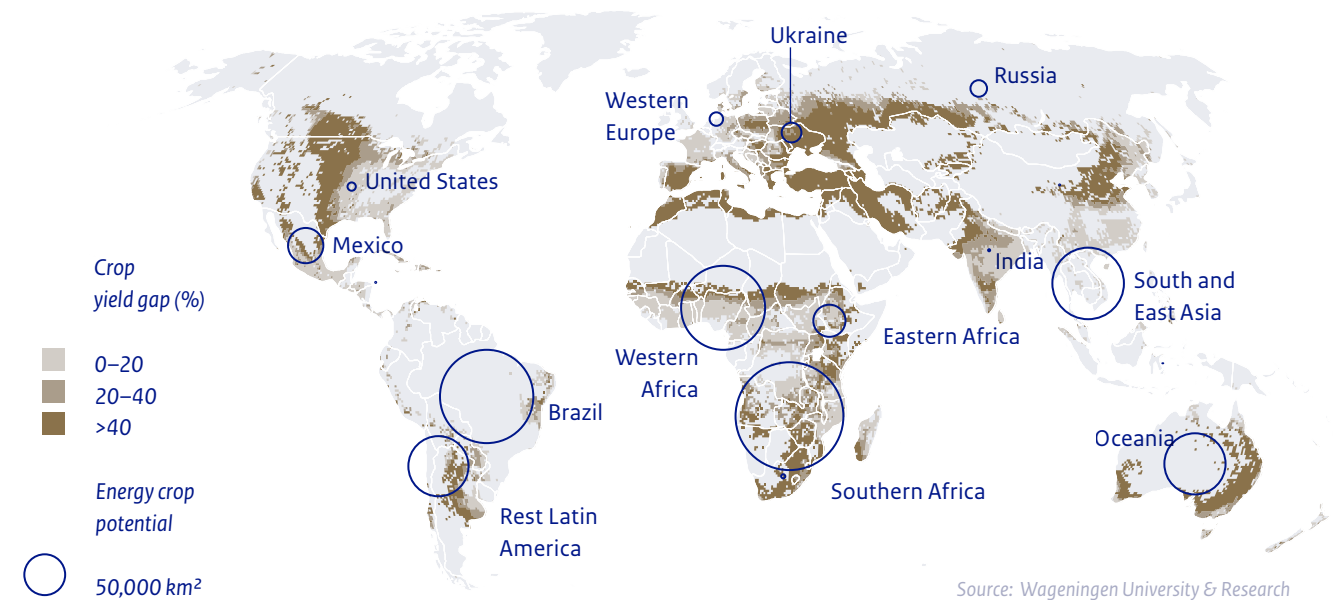 Ukraine
Russia
Western
Europe
United States
Mexico
India
South and
East Asia
Eastern Africa
Western
Africa
Brazil
Oceania
Southern Africa
Rest Latin
America
Crop
yield gap (%)
0–20
20–40
>40
Energy crop
potential
50,000 km²
Source: Wageningen University & Research